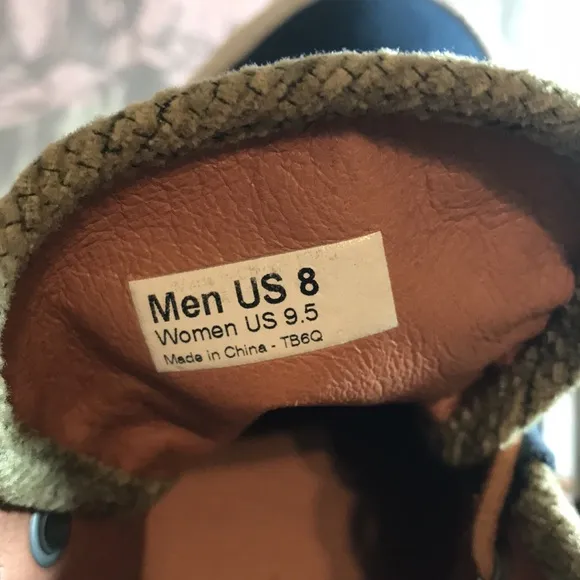 Men US 8
Women US 9.5
Made in China - TB6Q